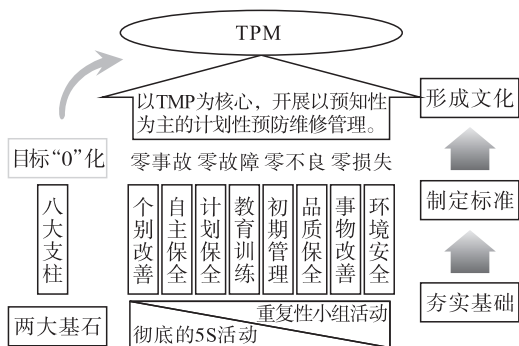 TPM
以TMP为核心，开展以预知性
为主的计划性预防维修管理。
形成文化
目标“0”化
零事故 零故障 零不良 零损失
八大支柱
个别改善
自主保全
计划保全
教育训练
初期管理
品质保全
事物改善
环境安全
制定标准
两大基石
重复性小组活动
彻底的5S活动
夯实基础